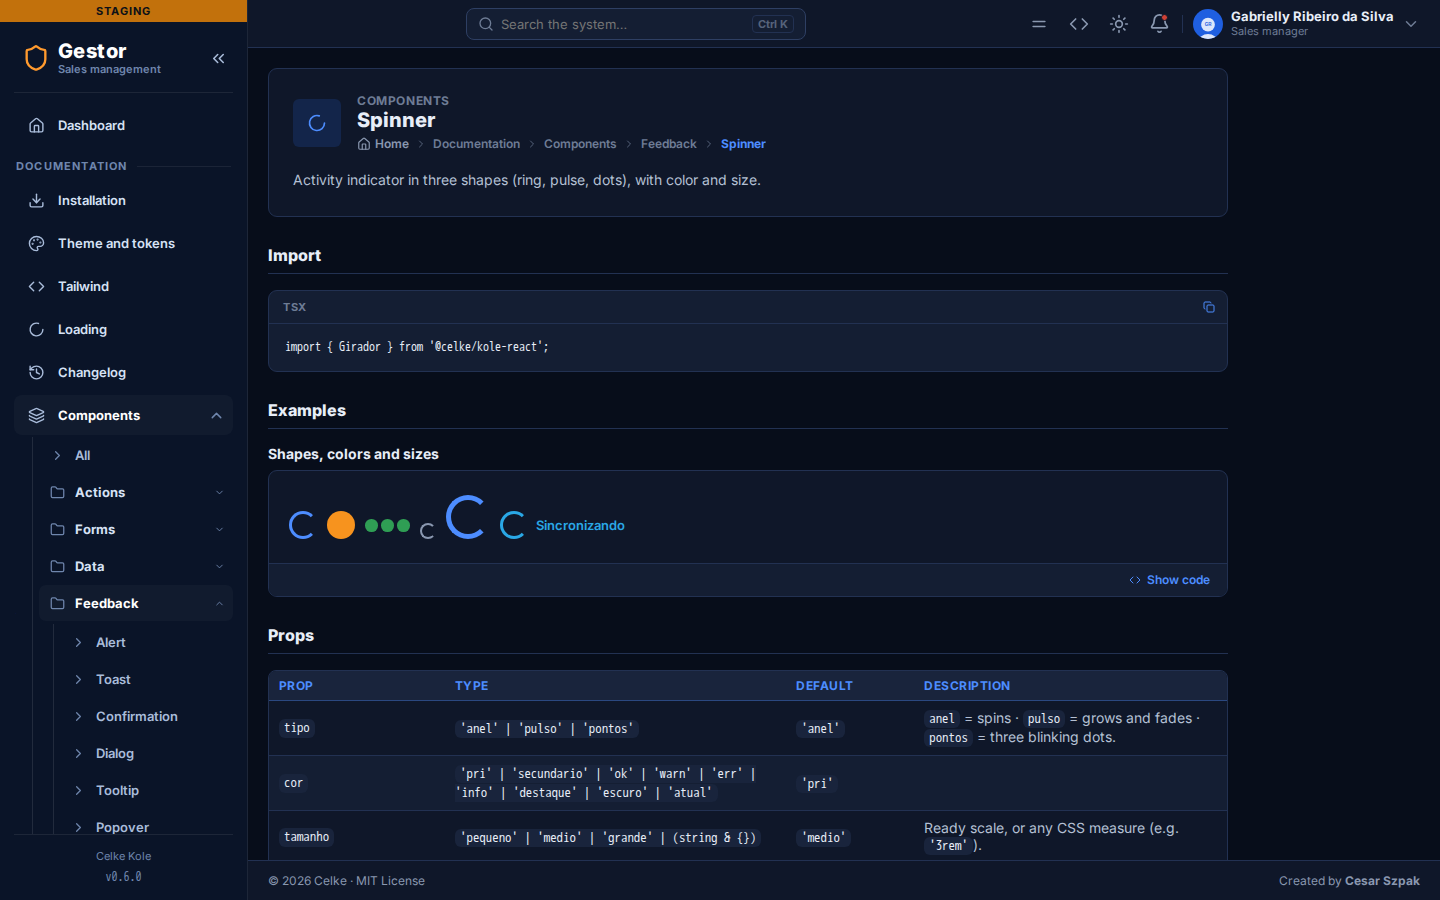 STAGING
Gestor
Sales management
Dashboard
DOCUMENTATION
Installation
Theme and tokens
Tailwind
Loading
Changelog
Components
All
Actions
Forms
Data
Feedback
Alert
Toast
Confirmation
Dialog
Tooltip
Popover
Celke Kole
v0.6.0
Search the system...
Ctrl K
GR
Gabrielly Ribeiro da Silva
Sales manager
COMPONENTS
Spinner
Home > Documentation > Components > Feedback > Spinner
Activity indicator in three shapes (ring, pulse, dots), with color and size.
Import
TSX
import { Girador } from '@celke/kole-react';
Examples
Shapes, colors and sizes
Sincronizando
Show code
Props
PROP TYPE DEFAULT DESCRIPTION
tipo 'anel' | 'pulso' | 'pontos' 'anel' anel = spins · pulso = grows and fades ·
pontos = three blinking dots.
cor 'pri' | 'secundario' | 'ok' | 'warn' | 'err' |
'info' | 'destaque' | 'escuro' | 'atual' 'pri'
tamanho 'pequeno' | 'medio' | 'grande' | (string & {}) 'medio' Ready scale, or any CSS measure (e.g.
'3rem' ).
© 2026 Celke · MIT License
Created by Cesar Szpak